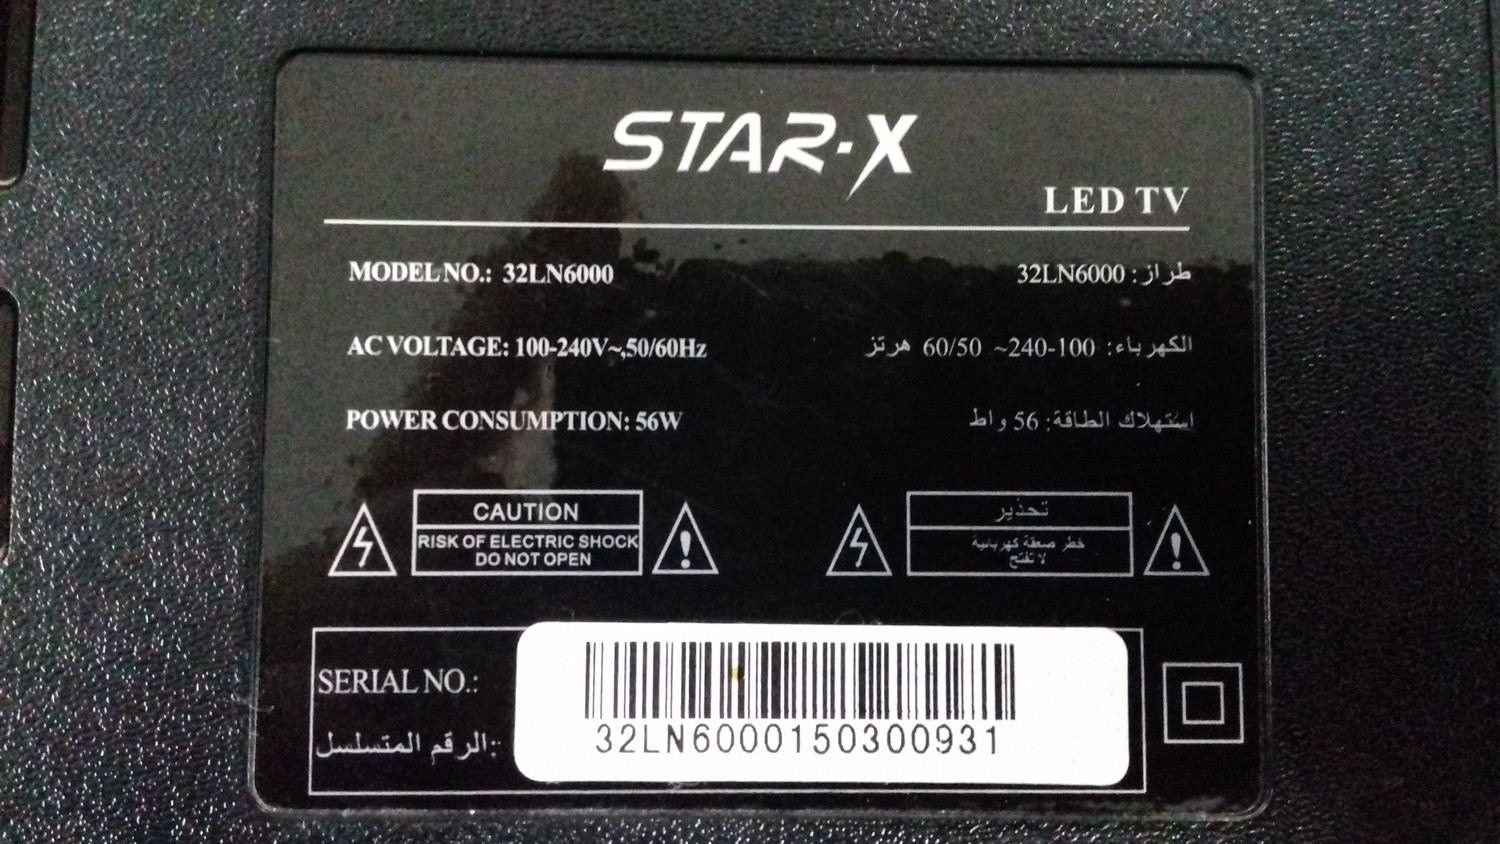 STAR-X
LED TV
MODEL NO.: 32LN6000
طراز: 32LN6000
AC VOLTAGE: 100-240V~,50/60Hz
الكهرباء: 100-240~ 60/50 هرتز
POWER CONSUMPTION: 56W
إستهلاك الطاقة: 56 واط
CAUTION
RISK OF ELECTRIC SHOCK
DO NOT OPEN
تحذير
خطر صعقة كهربائية
لا تفتح
SERIAL NO.:
الرقم المتسلسل:
32LN6000150300931